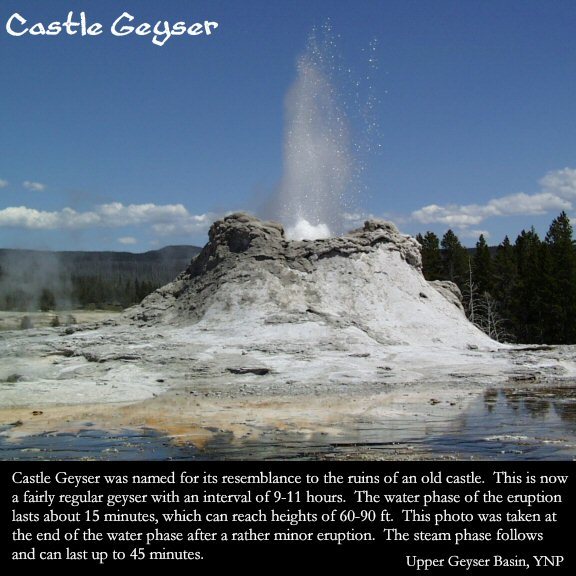 Castle Geyser
Castle Geyser was named for its resemblance to the ruins of an old castle.  This is now
a fairly regular geyser with an interval of 9-11 hours.  The water phase of the eruption
lasts about 15 minutes, which can reach heights of 60-90 ft.  This photo was taken at
the end of the water phase after a rather minor eruption.  The steam phase follows
and can last up to 45 minutes.
Upper Geyser Basin, YNP